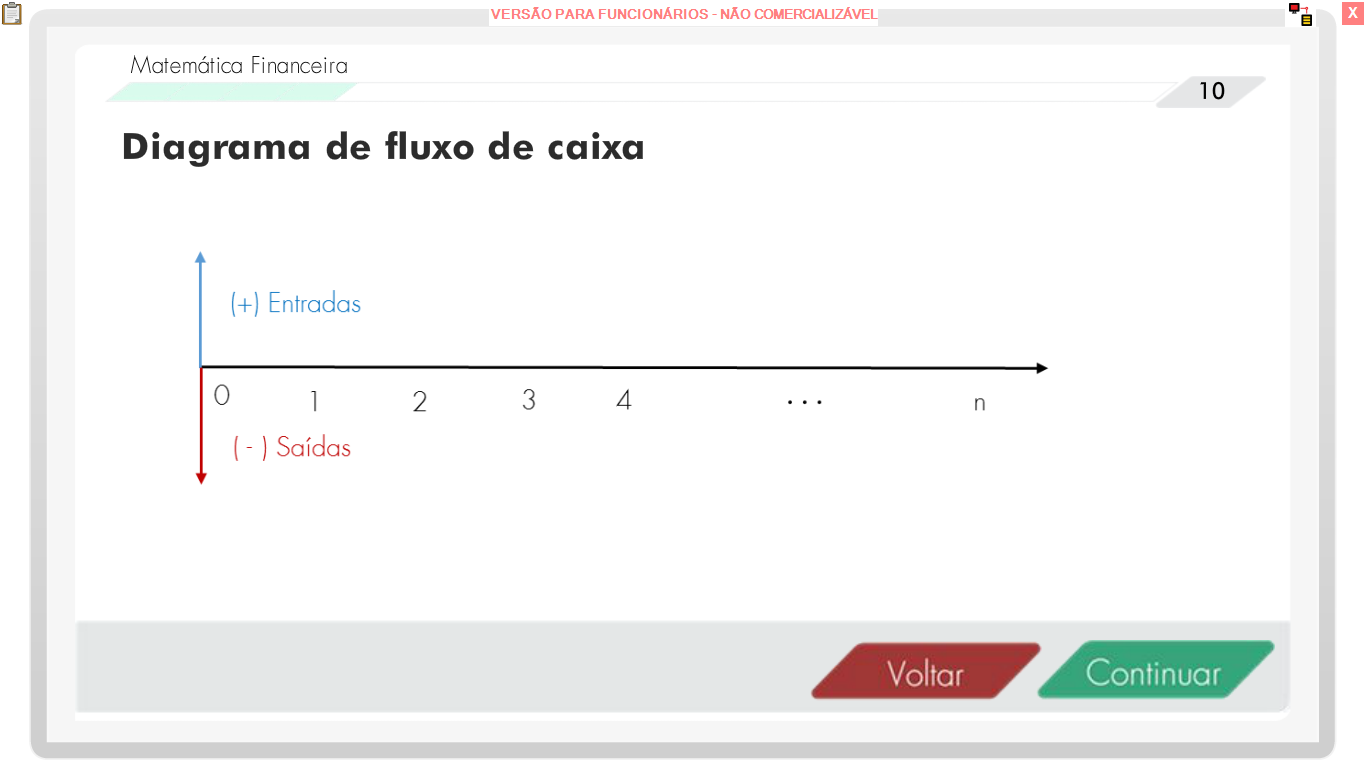 VERSÃO PARA FUNCIONÁRIOS - NÃO COMERCIALIZÁVEL
X
Matemática Financeira
10
Diagrama de fluxo de caixa
(+) Entradas
0 1 2 3 4 ... n
( - ) Saídas
Voltar Continuar